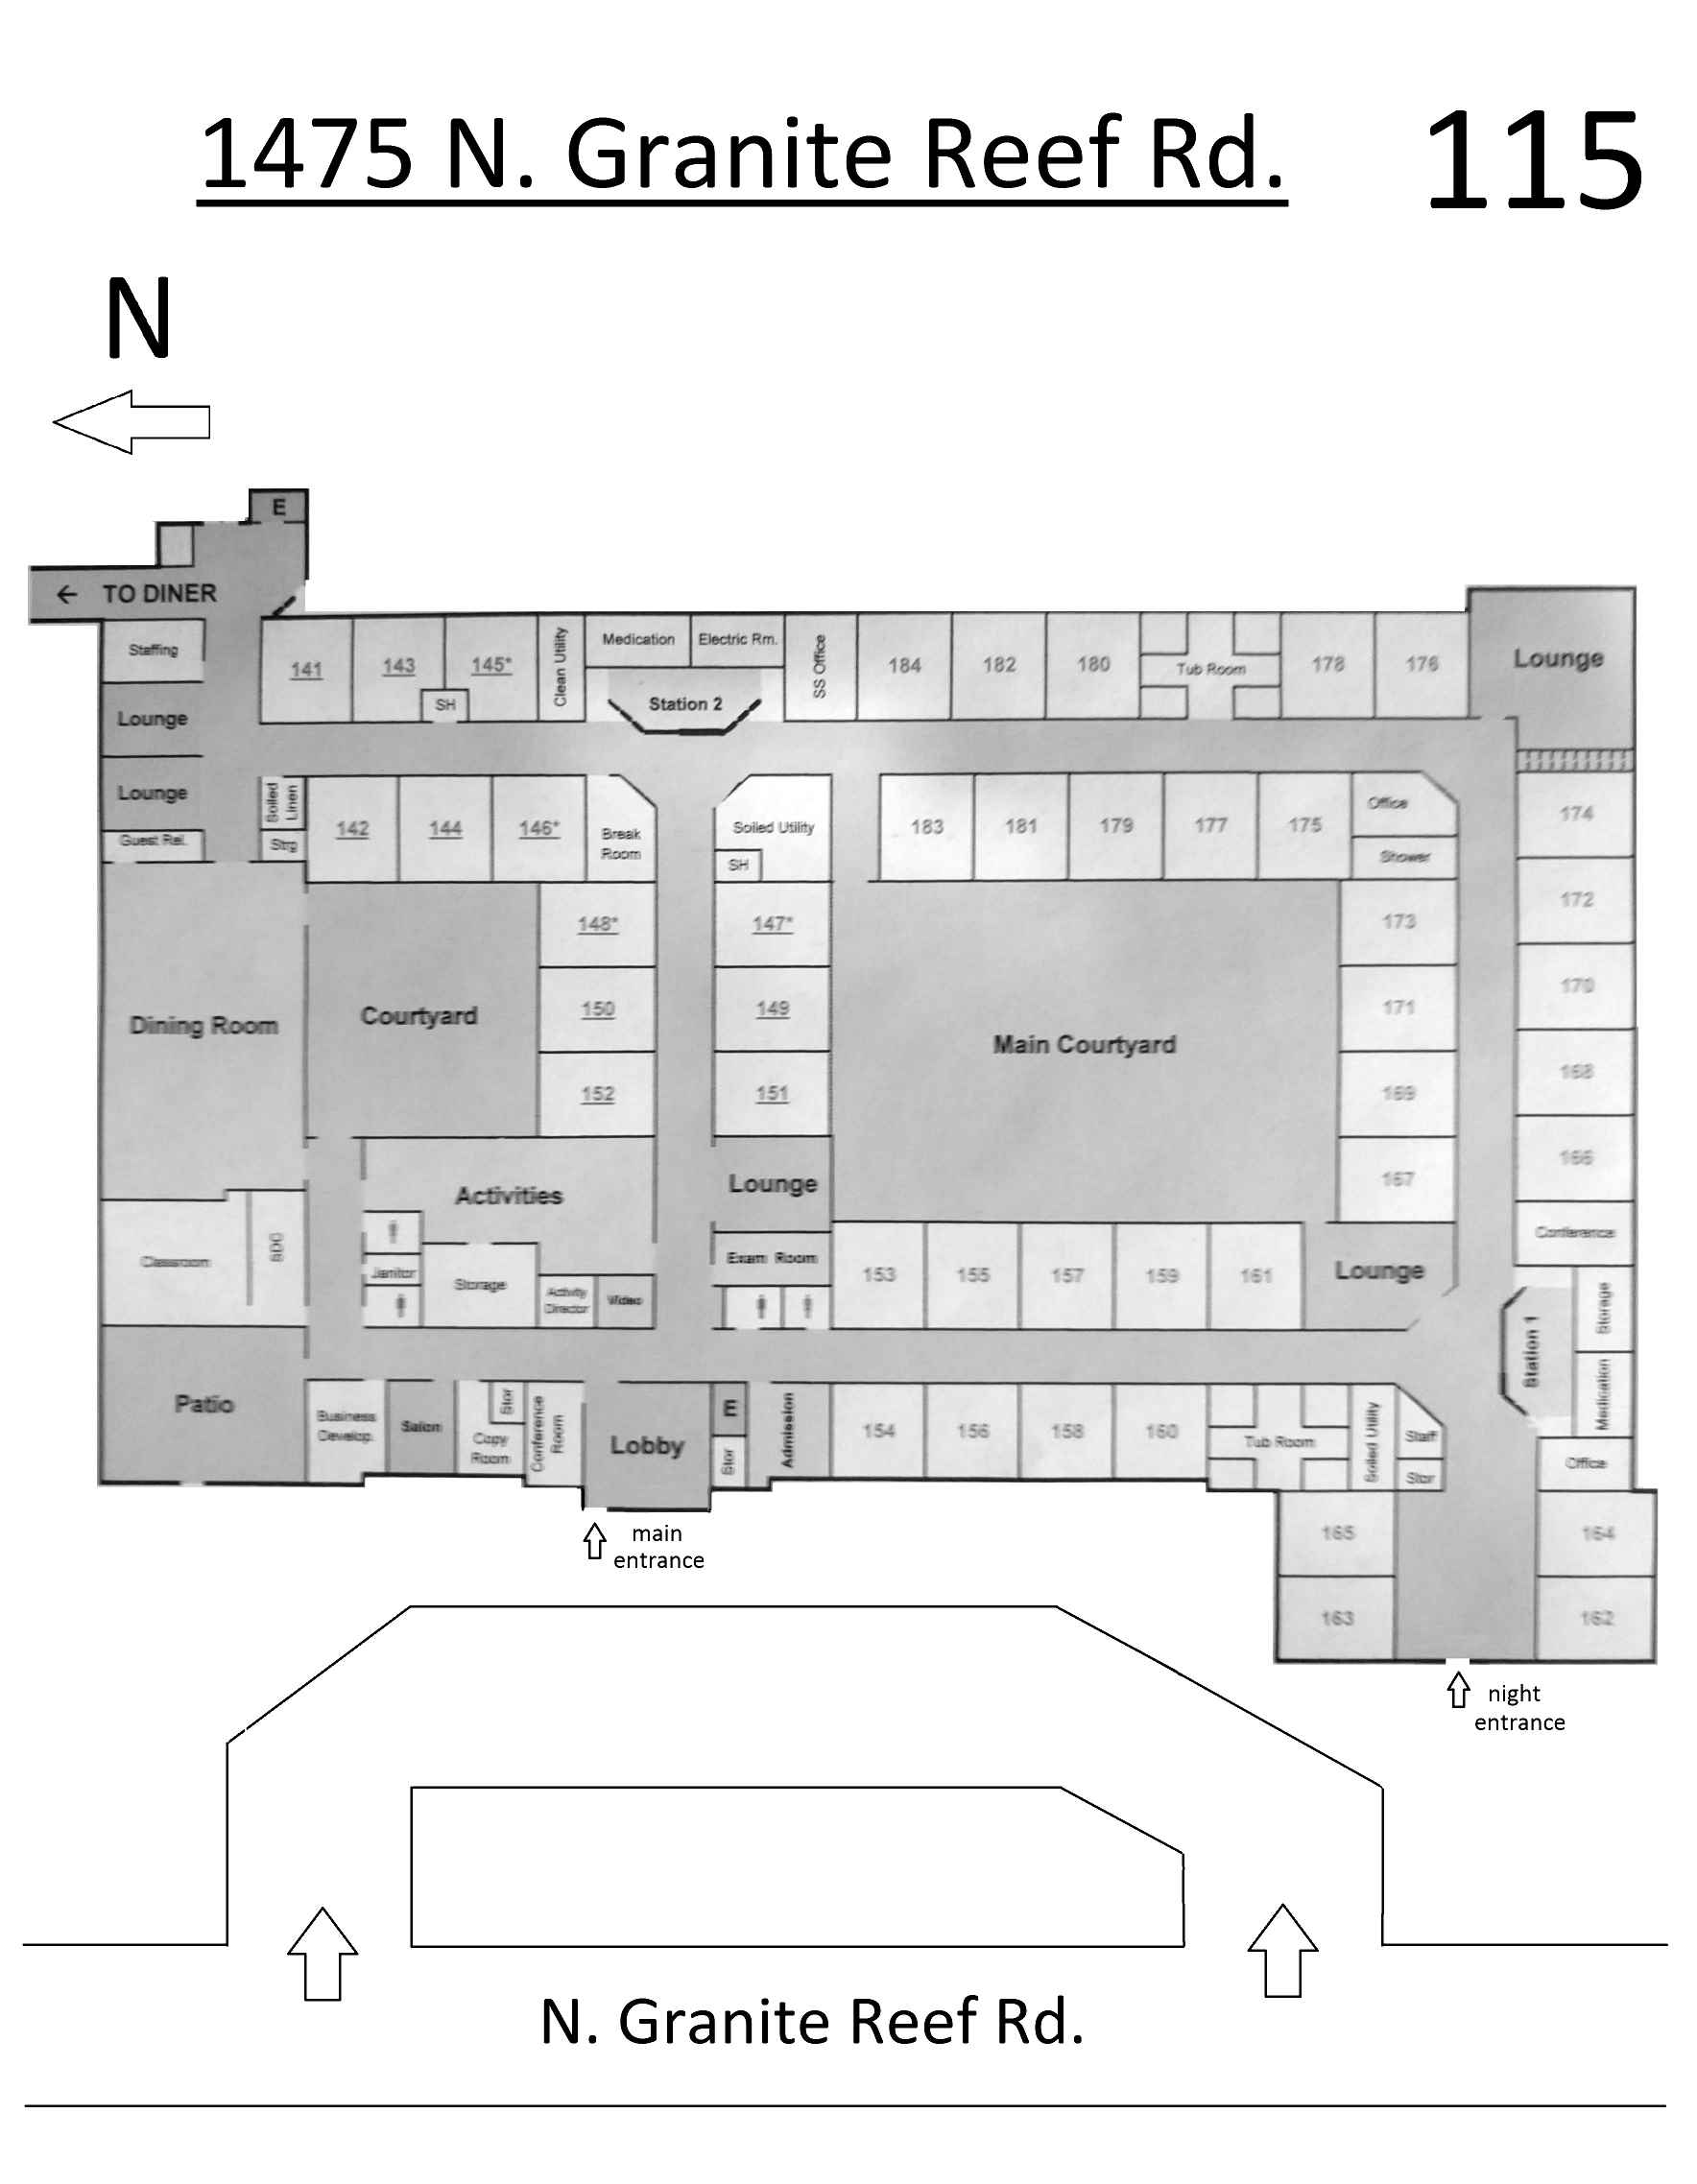 1475 N. Granite Reef Rd.
115
N
E
← TO DINER
Staffing
Lounge
Lounge
Guest Rel.
141
143
145*
SH
Clean Utility
Medication
Electric Rm.
Station 2
SS Office
184
182
180
Tub Room
178
176
Lounge
Soiled
Linen
Strg
142
144
146*
Break
Room
Soiled Utility
SH
183
181
179
177
175
Office
Shower
174
172
170
168
166
Conference
148*
150
152
147*
149
151
173
171
169
167
Dining Room
Courtyard
Main Courtyard
Activities
Lounge
Exam Room
Classroom
SDC
Janitor
Storage
Activity
Director
Video
153
155
157
159
161
Lounge
Station 1
Storage
Medication
Office
Patio
Business
Develop.
Salon
Stor
Copy
Room
Conference
Room
Lobby
E
Stor
Admission
154
156
158
160
Tub Room
Soiled Utility
Staff
Stor
165
163
164
162
main
entrance
night
entrance
N. Granite Reef Rd.